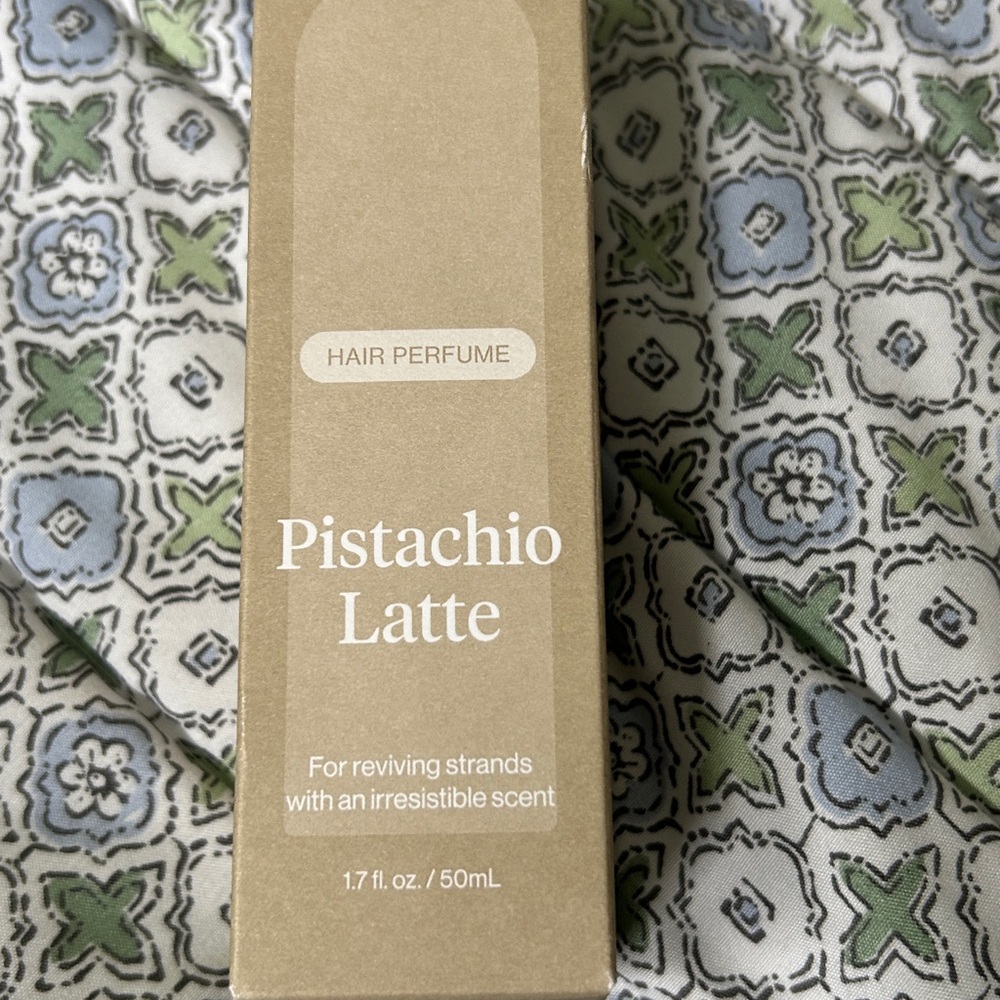 HAIR PERFUME
Pistachio
Latte
For reviving strands
with an irresistible scent
1.7 fl. oz. / 50mL